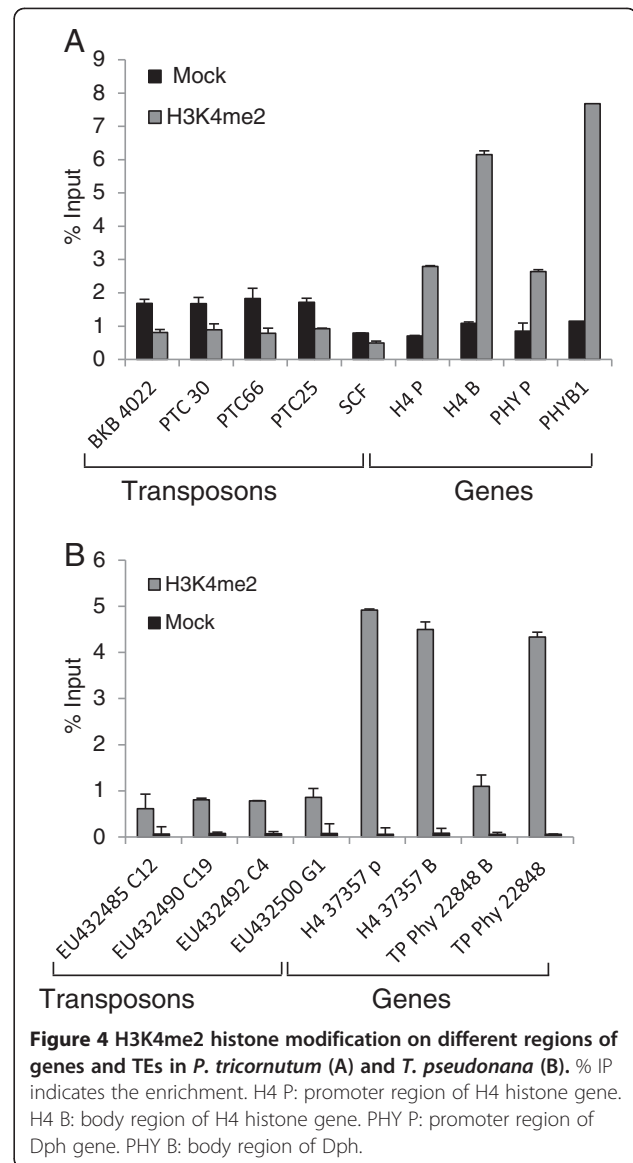 A
9
8
7
6
5
4
3
2
1
0
% Input
Mock
H3K4me2
BKB 4022
PTC 30
PTC66
PTC25
SCF
H4 P
H4 B
PHY P
PHYB1
Transposons
Genes
B
6
5
4
3
2
1
0
% Input
H3K4me2
Mock
EU432485 C12
EU432490 C19
EU432492 C4
EU432500 G1
H4 37357 p
H4 37357 B
TP Phy 22848 B
TP Phy 22848
Transposons
Genes
Figure 4 H3K4me2 histone modification on different regions of
genes and TEs in P. tricornutum (A) and T. pseudonana (B). % IP
indicates the enrichment. H4 P: promoter region of H4 histone gene.
H4 B: body region of H4 histone gene. PHY P: promoter region of
Dph gene. PHY B: body region of Dph.